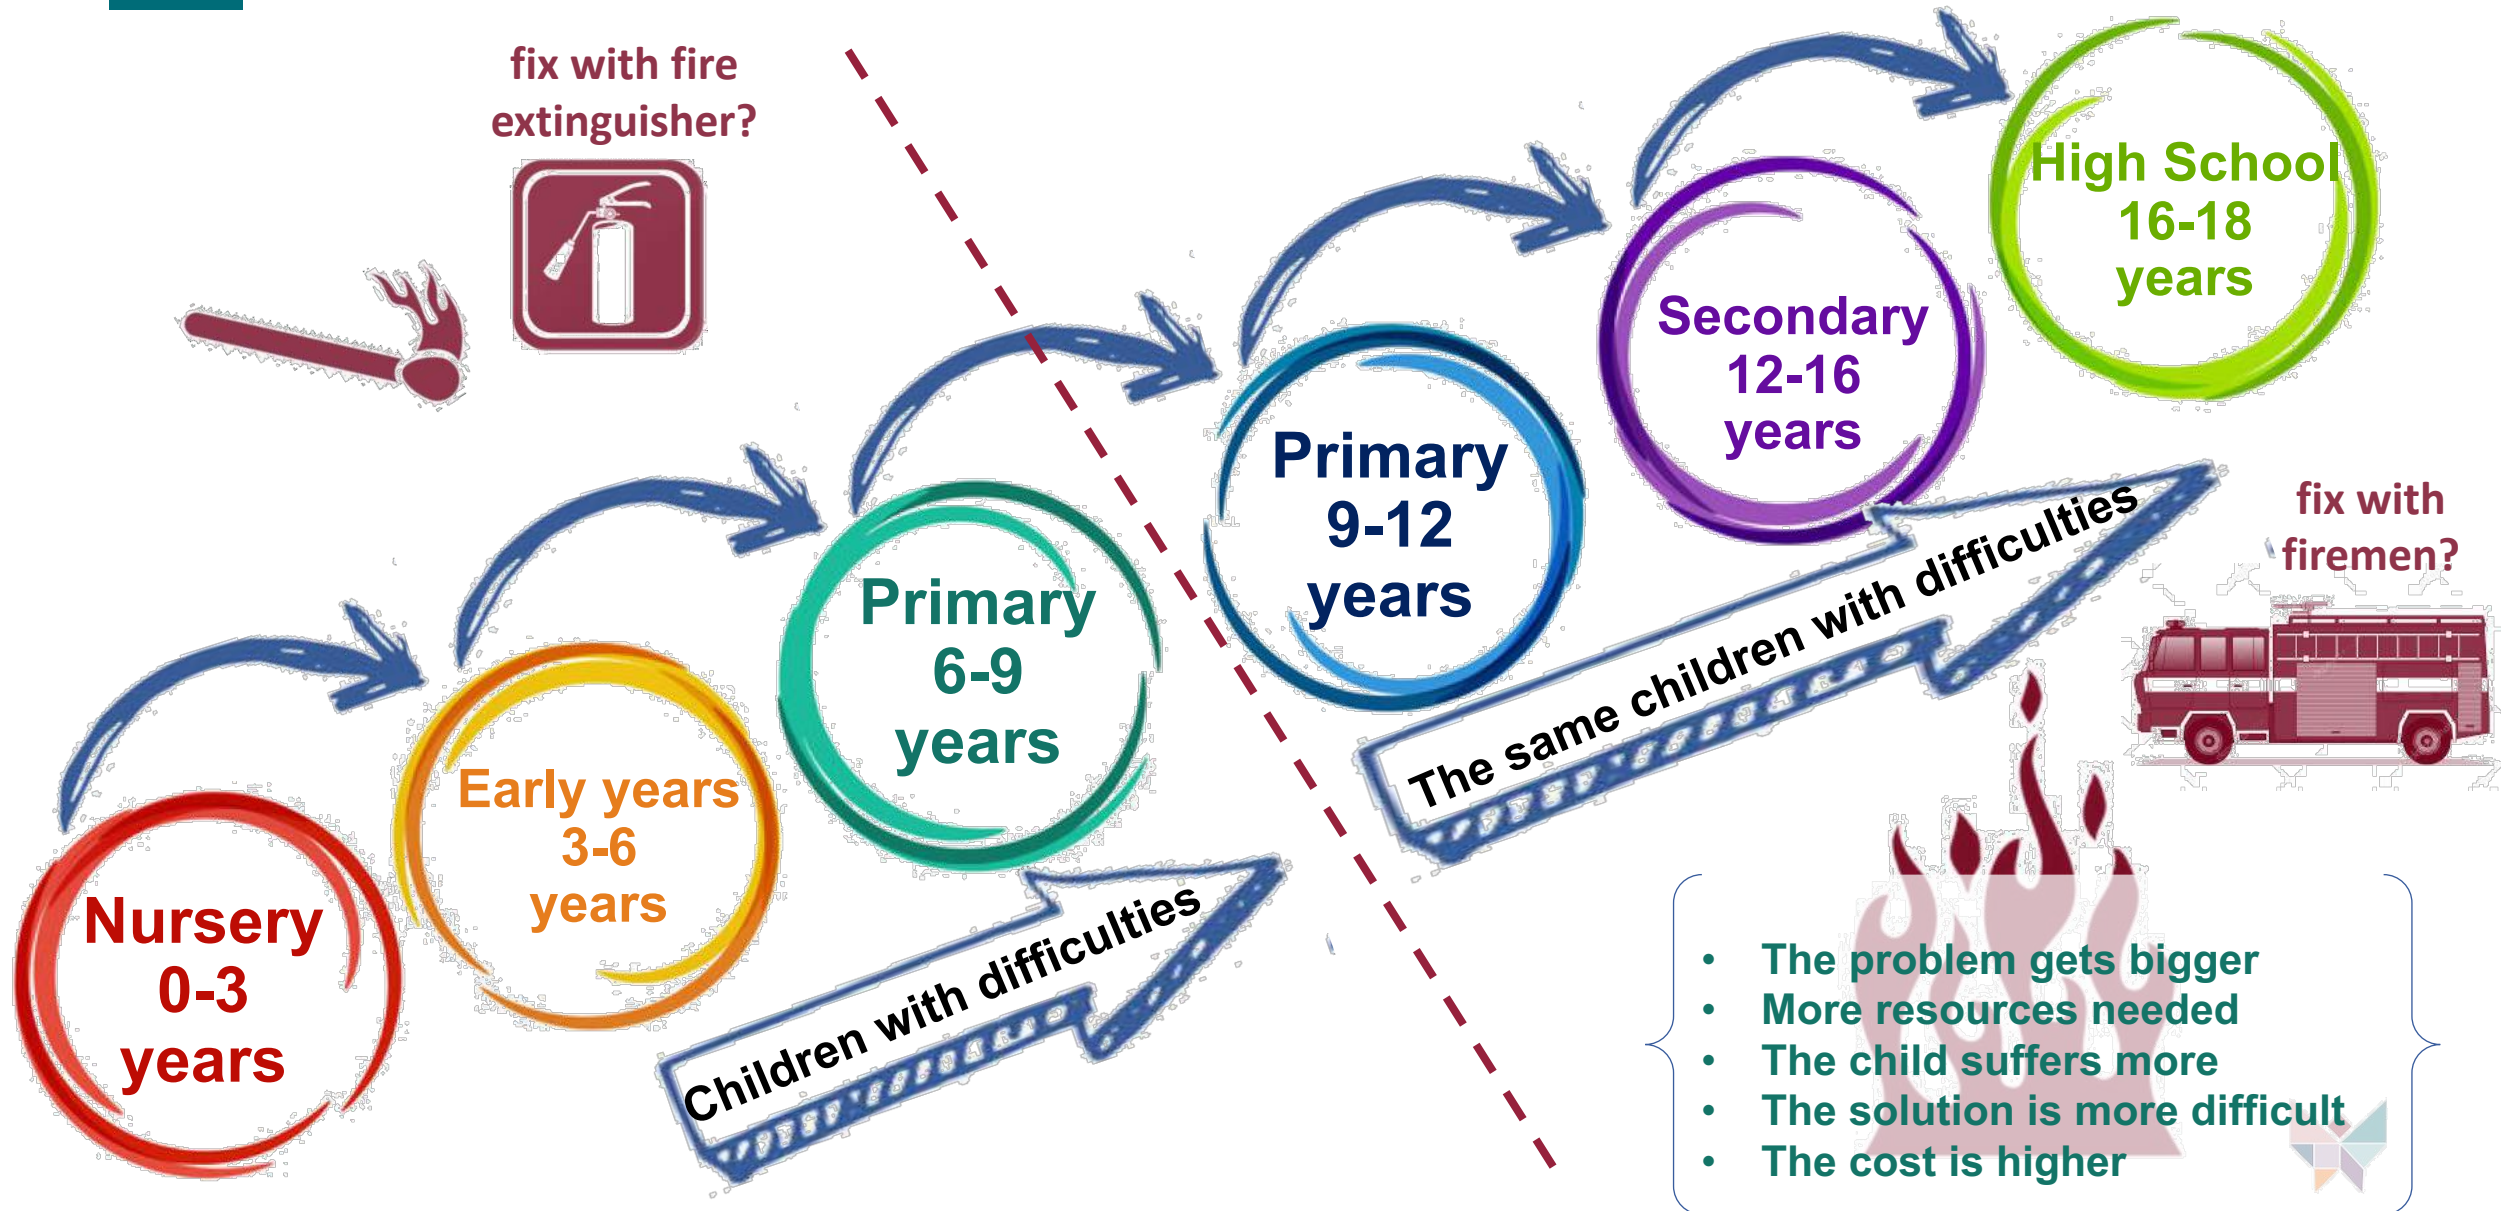 fix with fire
extinguisher?
Nursery
0-3
years
Early years
3-6
years
Primary
6-9
years
Primary
9-12
years
Secondary
12-16
years
High School
16-18
years
Children with difficulties
The same children with difficulties
fix with
firemen?
• The problem gets bigger
• More resources needed
• The child suffers more
• The solution is more difficult
• The cost is higher